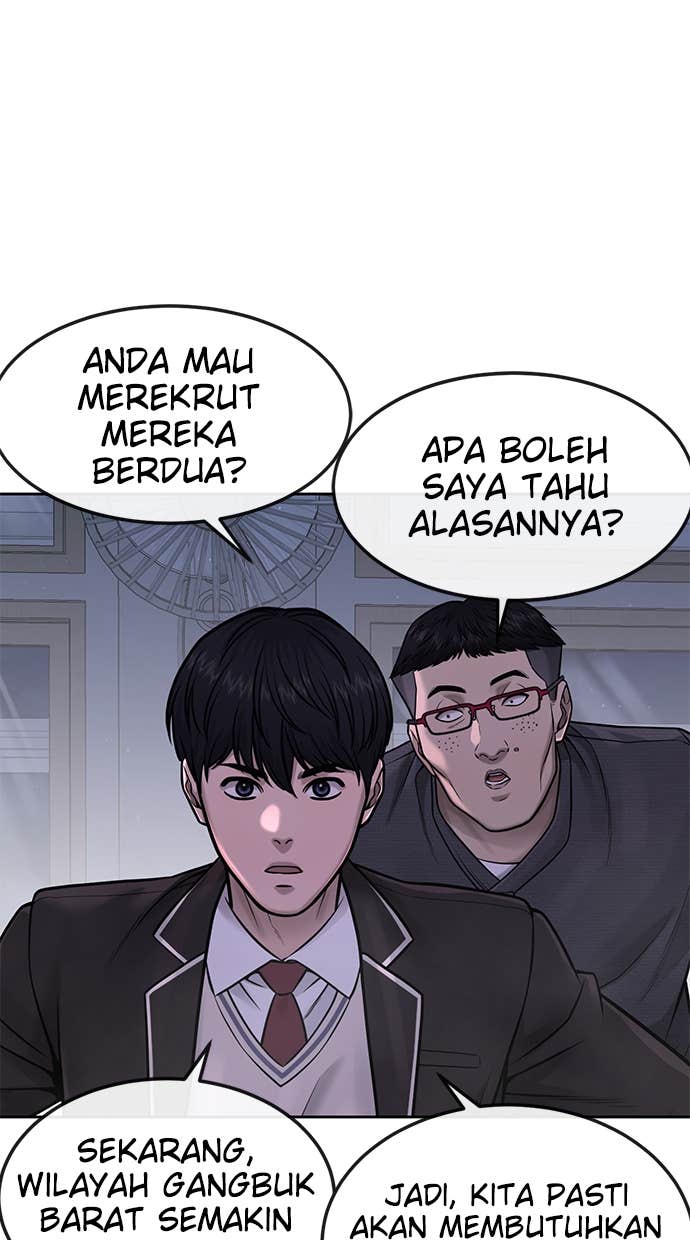 ANDA MAU
MEREKRUT
MEREKA
BERDUA?
APA BOLEH
SAYA TAHU
ALASANNYA?
SEKARANG,
WILAYAH GANGBUK
BARAT SEMAKIN
JADI, KITA PASTI
AKAN MEMBUTUHKAN